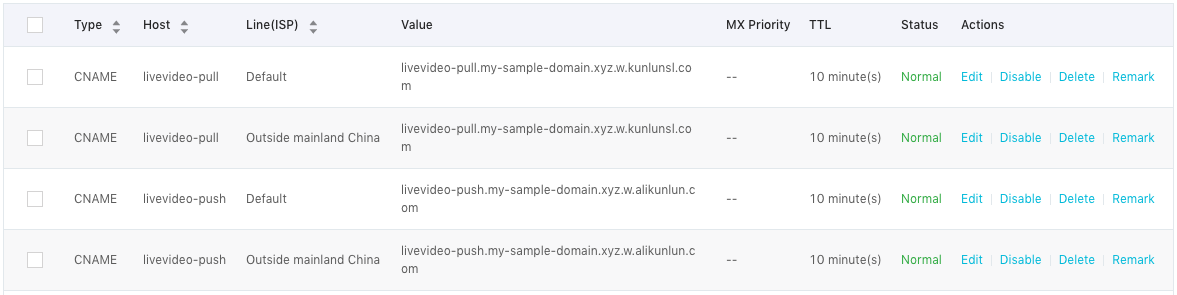 Type Host Line(ISP) Value MX Priority TTL Status Actions
CNAME livevideo-pull Default livevideo-pull.my-sample-domain.xyz.w.kunlunsl.co -- 10 minute(s) Normal Edit Disable Delete Remark
m
CNAME livevideo-pull Outside mainland China livevideo-pull.my-sample-domain.xyz.w.kunlunsl.co -- 10 minute(s) Normal Edit Disable Delete Remark
m
CNAME livevideo-push Default livevideo-push.my-sample-domain.xyz.w.alikunlun.c -- 10 minute(s) Normal Edit Disable Delete Remark
om
CNAME livevideo-push Outside mainland China livevideo-push.my-sample-domain.xyz.w.alikunlun.c -- 10 minute(s) Normal Edit Disable Delete Remark
om